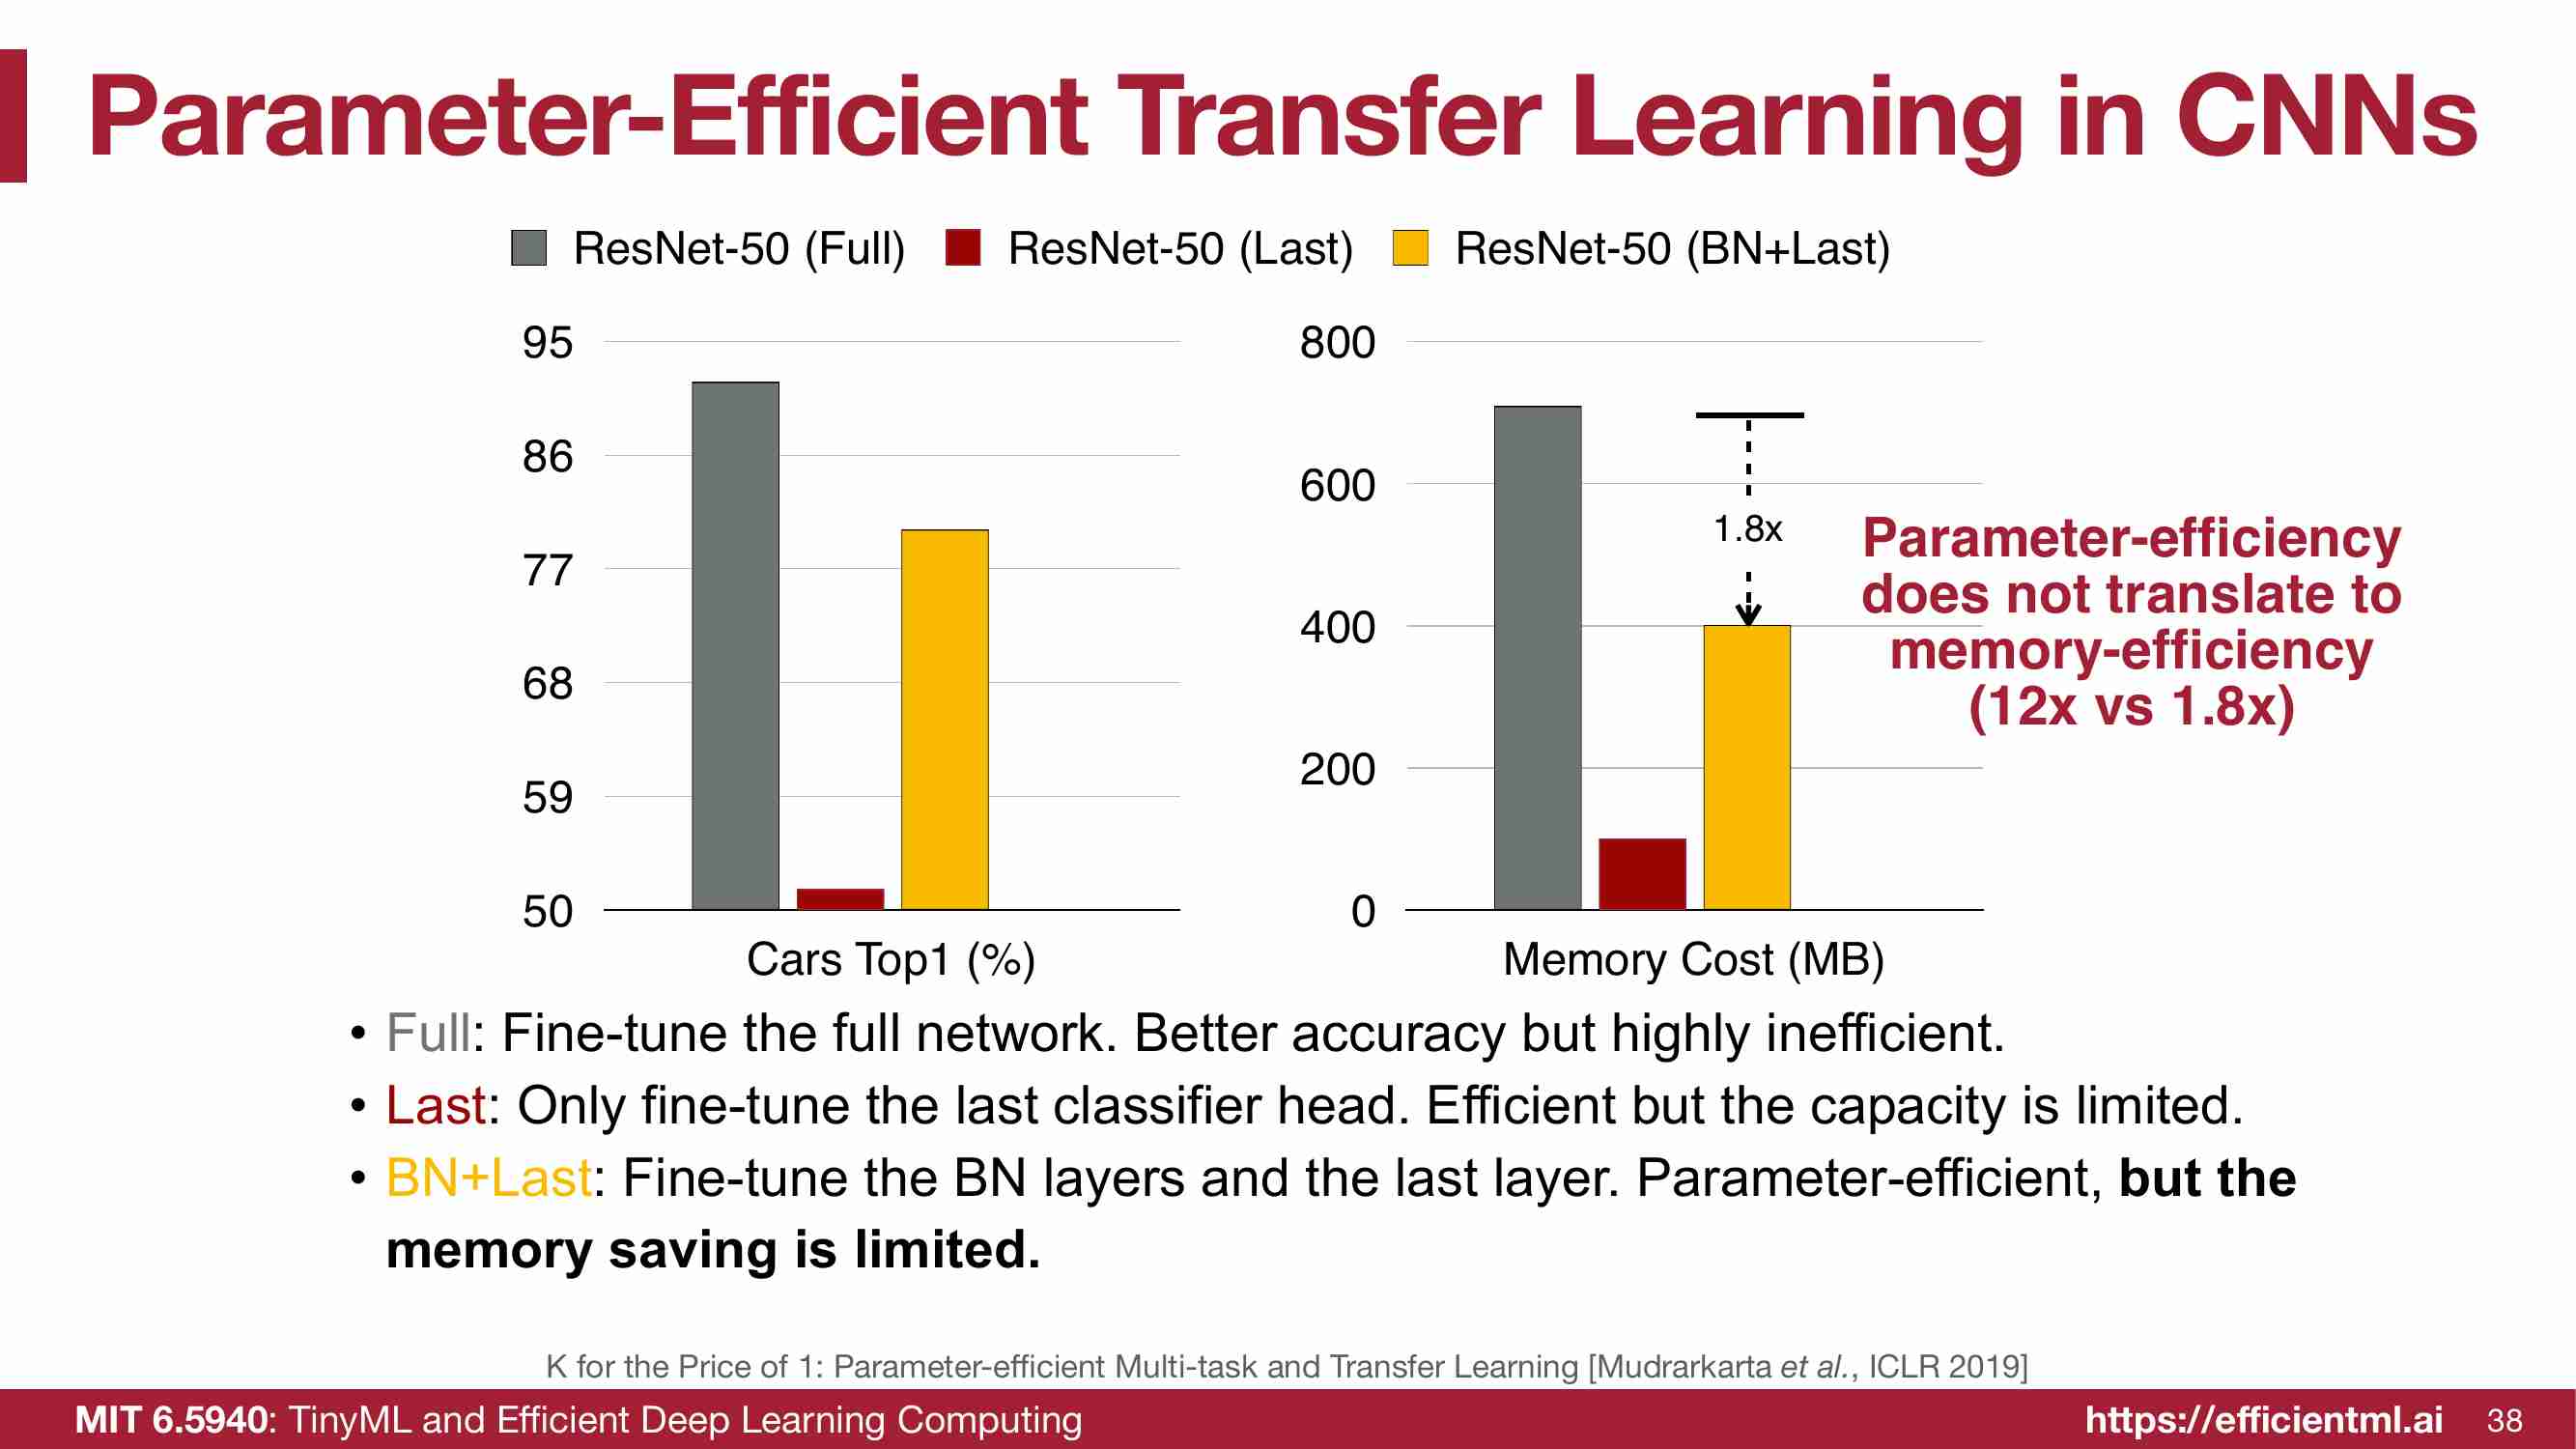 Parameter-Efficient Transfer Learning in CNNs
ResNet-50 (Full) ResNet-50 (Last) ResNet-50 (BN+Last)
95
86
77
68
59
50
Cars Top1 (%)
800
600
400
200
0
1.8x
Memory Cost (MB)
Parameter-efficiency
does not translate to
memory-efficiency
(12x vs 1.8x)
• Full: Fine-tune the full network. Better accuracy but highly inefficient.
• Last: Only fine-tune the last classifier head. Efficient but the capacity is limited.
• BN+Last: Fine-tune the BN layers and the last layer. Parameter-efficient, but the
memory saving is limited.
K for the Price of 1: Parameter-efficient Multi-task and Transfer Learning [Mudrarkarta et al., ICLR 2019]
MIT 6.5940: TinyML and Efficient Deep Learning Computing
https://efficientml.ai 38